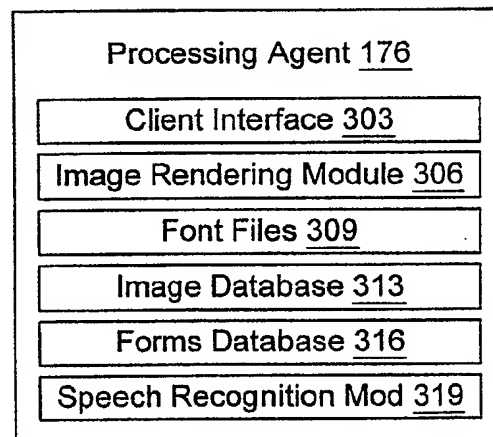 Processing Agent 176
Client Interface 303
Image Rendering Module 306
Font Files 309
Image Database 313
Forms Database 316
Speech Recognition Mod 319